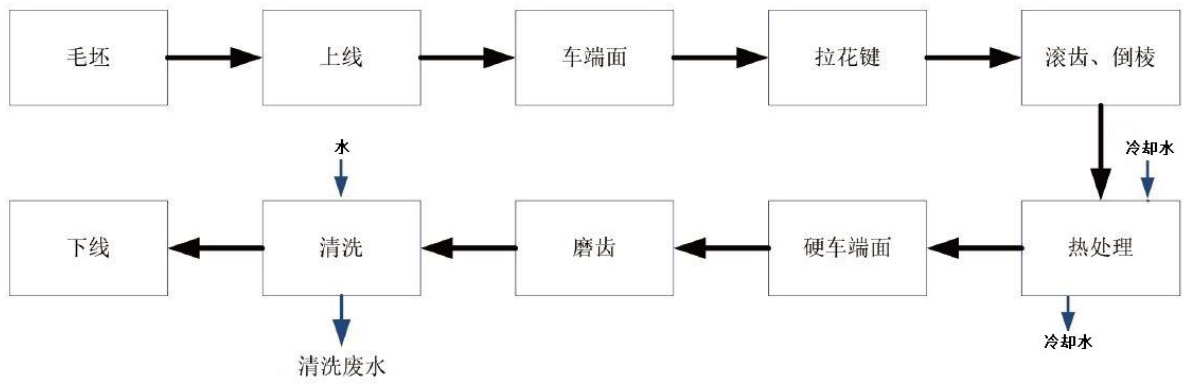 毛坯
上线
车端面
拉花键
滚齿、倒棱
水
冷却水
下线
清洗
磨齿
硬车端面
热处理
清洗废水
冷却水